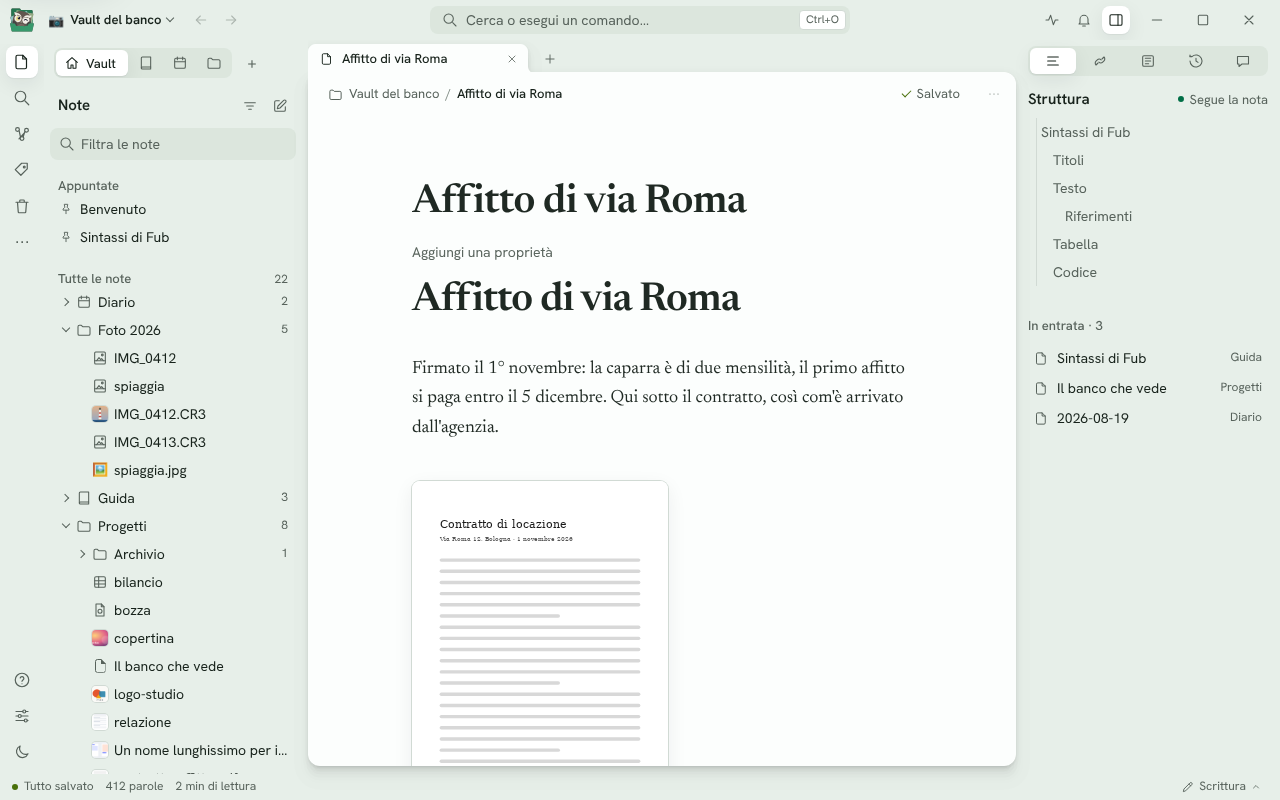 Vault del banco
Cerca o esegui un comando...
Ctrl+O
Vault
Note
Filtra le note
Appuntate
Benvenuto
Sintassi di Fub
Tutte le note 22
Diario 2
Foto 2026 5
IMG_0412
spiaggia
IMG_0412.CR3
IMG_0413.CR3
spiaggia.jpg
Guida 3
Progetti 8
Archivio 1
bilancio
bozza
copertina
Il banco che vede
logo-studio
relazione
Un nome lunghissimo per i...
Affitto di via Roma
Vault del banco / Affitto di via Roma
Salvato
Affitto di via Roma
Aggiungi una proprietà
Affitto di via Roma
Firmato il 1° novembre: la caparra è di due mensilità, il primo affitto
si paga entro il 5 dicembre. Qui sotto il contratto, così com'è arrivato
dall'agenzia.
Contratto di locazione
Via Roma 12, Bologna · 1 novembre 2026
Struttura
Segue la nota
Sintassi di Fub
Titoli
Testo
Riferimenti
Tabella
Codice
In entrata · 3
Sintassi di Fub Guida
Il banco che vede Progetti
2026-08-19 Diario
Tutto salvato 412 parole 2 min di lettura
Scrittura